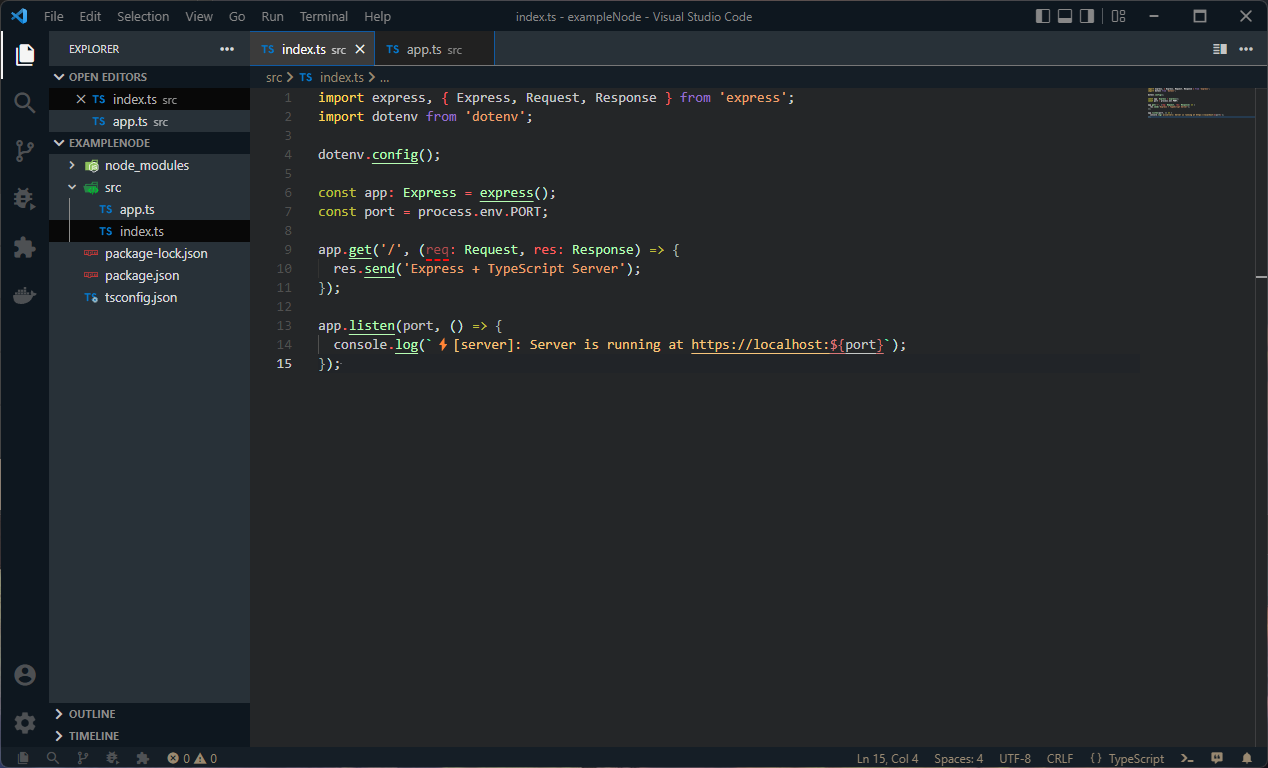 File Edit Selection View Go Run Terminal Help index.ts - exampleNode - Visual Studio Code
EXPLORER
OPEN EDITORS
TS index.ts src
TS app.ts src
EXAMPLENODE
node_modules
src
TS app.ts
TS index.ts
package-lock.json
package.json
TS tsconfig.json
OUTLINE
TIMELINE
TS index.ts src TS app.ts src
src > TS index.ts > ...
1 import express, { Express, Request, Response } from 'express';
2 import dotenv from 'dotenv';
3
4 dotenv.config();
5
6 const app: Express = express();
7 const port = process.env.PORT;
8
9 app.get('/', (req: Request, res: Response) => {
10 res.send('Express + TypeScript Server');
11 });
12
13 app.listen(port, () => {
14 console.log(`⚡[server]: Server is running at https://localhost:${port}`);
15 });
0 0 Ln 15, Col 4 Spaces: 4 UTF-8 CRLF {} TypeScript